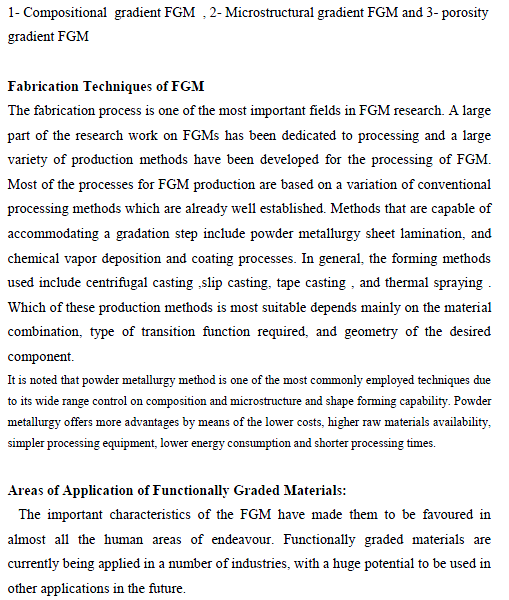 1- Compositional gradient FGM , 2- Microstructural gradient FGM and 3- porosity
gradient FGM
Fabrication Techniques of FGM
The fabrication process is one of the most important fields in FGM research. A large
part of the research work on FGMs has been dedicated to processing and a large
variety of production methods have been developed for the processing of FGM.
Most of the processes for FGM production are based on a variation of conventional
processing methods which are already well established. Methods that are capable of
accommodating a gradation step include powder metallurgy sheet lamination, and
chemical vapor deposition and coating processes. In general, the forming methods
used include centrifugal casting ,slip casting, tape casting , and thermal spraying .
Which of these production methods is most suitable depends mainly on the material
combination, type of transition function required, and geometry of the desired
component.
It is noted that powder metallurgy method is one of the most commonly employed techniques due
to its wide range control on composition and microstructure and shape forming capability. Powder
metallurgy offers more advantages by means of the lower costs, higher raw materials availability,
simpler processing equipment, lower energy consumption and shorter processing times.
Areas of Application of Functionally Graded Materials:
The important characteristics of the FGM have made them to be favoured in
almost all the human areas of endeavour. Functionally graded materials are
currently being applied in a number of industries, with a huge potential to be used in
other applications in the future.